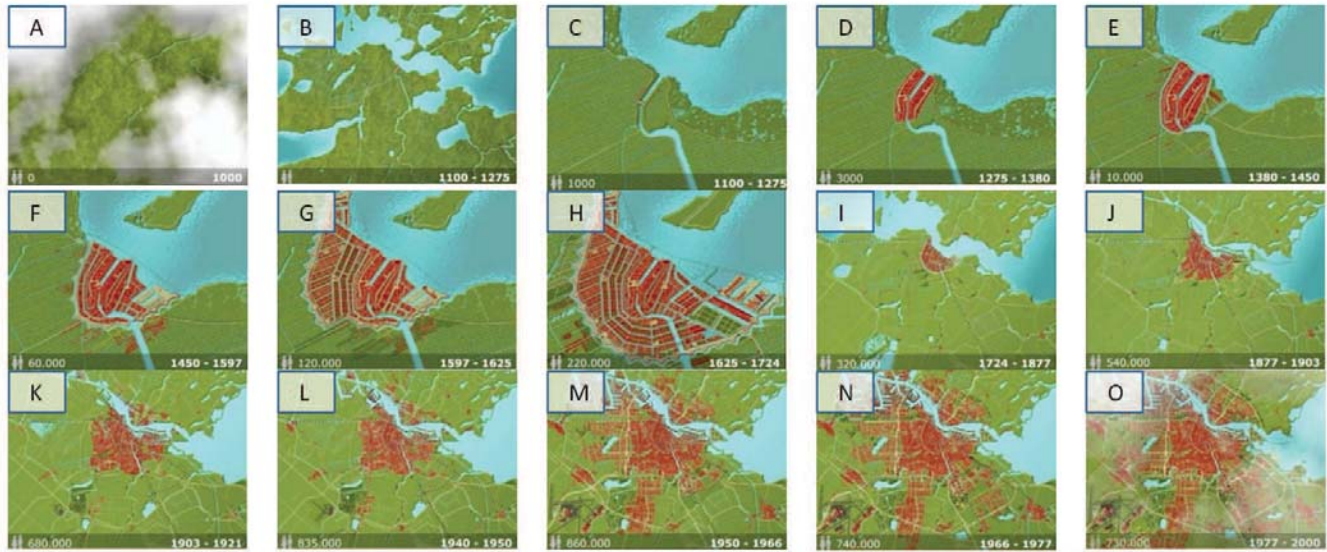 A
B
C
D
E
0 1000
1100 - 1275
1000 1100 - 1275
3000 1275 - 1380
10.000 1380 - 1450
F
G
H
I
J
60.000 1450 - 1597
120.000 1597 - 1625
220.000 1625 - 1724
320.000 1724 - 1877
540.000 1877 - 1903
K
L
M
N
O
680.000 1903 - 1921
835.000 1940 - 1950
860.000 1950 - 1966
740.000 1966 - 1977
730.000 1977 - 2000